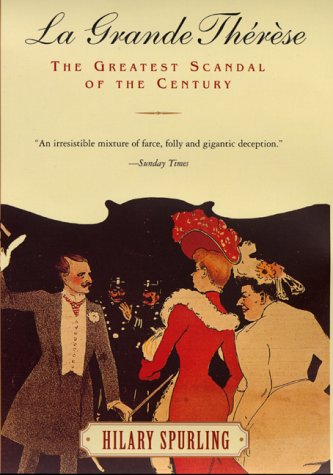 La Grande Thérèse
THE GREATEST SCANDAL
OF THE CENTURY
"An irresistible mixture of farce, folly and gigantic deception."
—Sunday Times
HILARY SPURLING